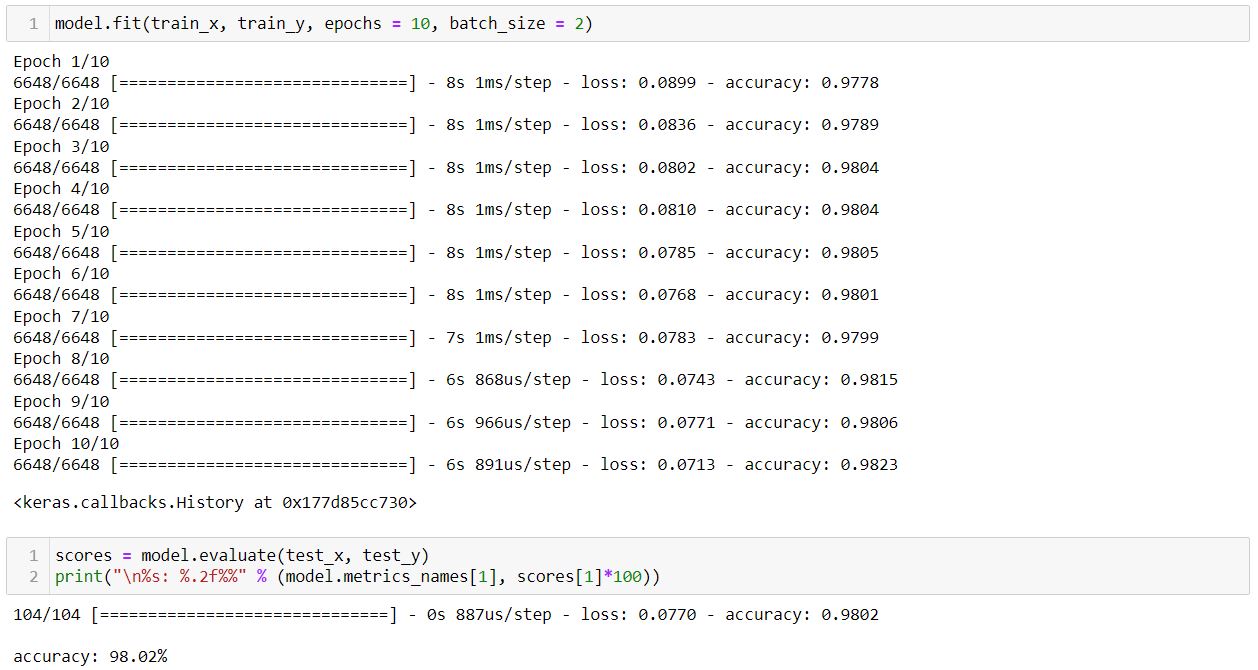 1 model.fit(train_x, train_y, epochs = 10, batch_size = 2)
Epoch 1/10
6648/6648 [==============================] - 8s 1ms/step - loss: 0.0899 - accuracy: 0.9778
Epoch 2/10
6648/6648 [==============================] - 8s 1ms/step - loss: 0.0836 - accuracy: 0.9789
Epoch 3/10
6648/6648 [==============================] - 8s 1ms/step - loss: 0.0802 - accuracy: 0.9804
Epoch 4/10
6648/6648 [==============================] - 8s 1ms/step - loss: 0.0810 - accuracy: 0.9804
Epoch 5/10
6648/6648 [==============================] - 8s 1ms/step - loss: 0.0785 - accuracy: 0.9805
Epoch 6/10
6648/6648 [==============================] - 8s 1ms/step - loss: 0.0768 - accuracy: 0.9801
Epoch 7/10
6648/6648 [==============================] - 7s 1ms/step - loss: 0.0783 - accuracy: 0.9799
Epoch 8/10
6648/6648 [==============================] - 6s 868us/step - loss: 0.0743 - accuracy: 0.9815
Epoch 9/10
6648/6648 [==============================] - 6s 966us/step - loss: 0.0771 - accuracy: 0.9806
Epoch 10/10
6648/6648 [==============================] - 6s 891us/step - loss: 0.0713 - accuracy: 0.9823
<keras.callbacks.History at 0x177d85cc730>
1 scores = model.evaluate(test_x, test_y)
2 print("\n%s: %.2f%%" % (model.metrics_names[1], scores[1]*100))
104/104 [==============================] - 0s 887us/step - loss: 0.0770 - accuracy: 0.9802
accuracy: 98.02%